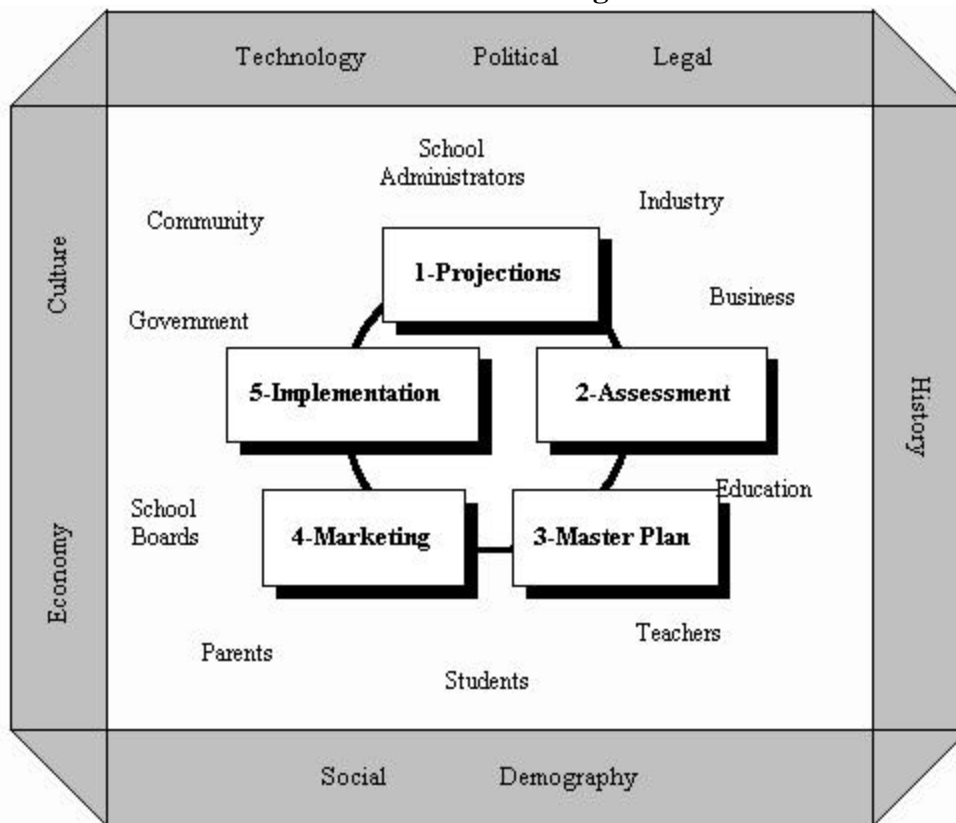 Technology Political Legal
School
Administrators
Industry
Community
1-Projections
Business
Government
5-Implementation
2-Assessment
Culture
History
Education
School
Boards
4-Marketing
3-Master Plan
Economy
Teachers
Parents
Students
Social Demography